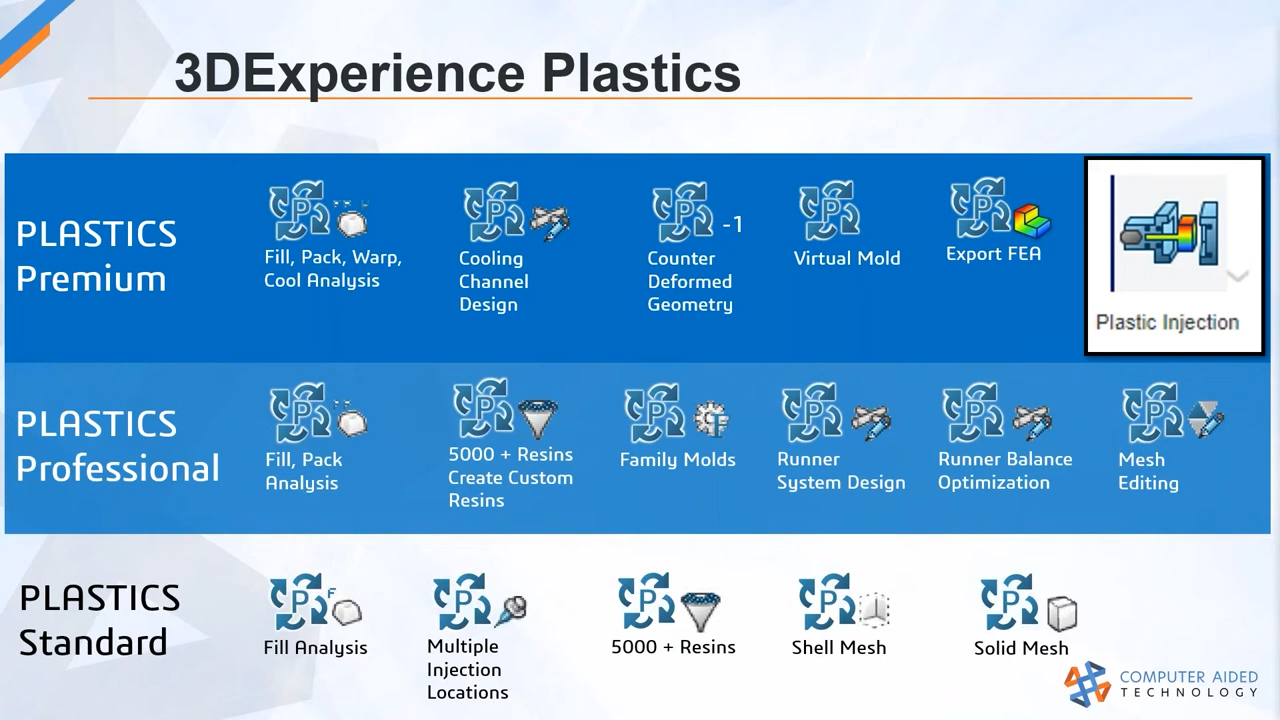 3DExperience Plastics
PLASTICS
Premium
P
Fill, Pack, Warp,
Cool Analysis
P
Cooling
Channel
Design
P -1
Counter
Deformed
Geometry
P
Virtual Mold
P
Export FEA
Plastic Injection
PLASTICS
Professional
P
Fill, Pack
Analysis
P
5000 + Resins
Create Custom
Resins
P F
Family Molds
P
Runner
System Design
P
Runner Balance
Optimization
P
Mesh
Editing
PLASTICS
Standard
P F
Fill Analysis
P
Multiple
Injection
Locations
P
5000 + Resins
P
Shell Mesh
P
Solid Mesh
COMPUTER AIDED
TECHNOLOGY